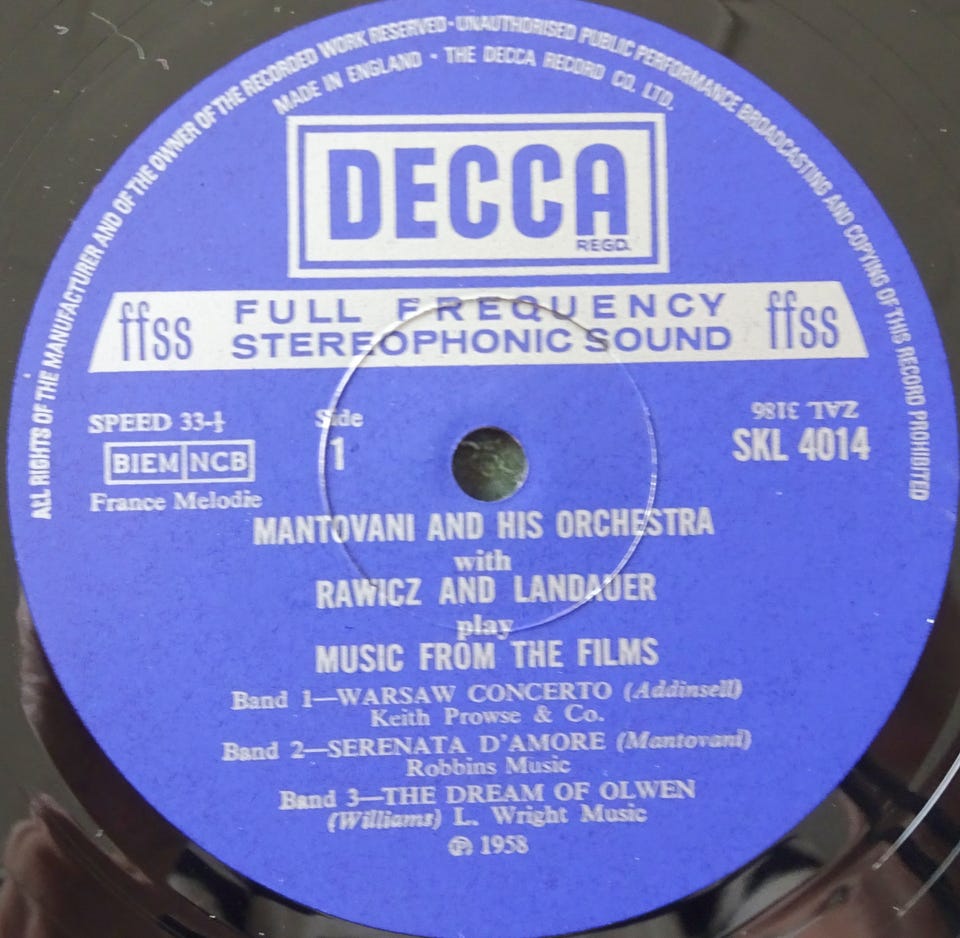 ALL RIGHTS OF THE MANUFACTURER AND OF THE OWNER OF THE RECORDED WORK RESERVED · UNAUTHORISED PUBLIC PERFORMANCE BROADCASTING AND COPYING OF THIS RECORD PROHIBITED
MADE IN ENGLAND · THE DECCA RECORD CO. LTD.
DECCA
REGD.
ffss FULL FREQUENCY STEREOPHONIC SOUND ffss
SPEED 33-⅓
Side
1
ZAL 3186
SKL 4014
BIEM NCB
France Melodie
MANTOVANI AND HIS ORCHESTRA
with
RAWICZ AND LANDAUER
play
MUSIC FROM THE FILMS
Band 1—WARSAW CONCERTO (Addinsell)
Keith Prowse & Co.
Band 2—SERENATA D'AMORE (Mantovani)
Robbins Music
Band 3—THE DREAM OF OLWEN
(Williams) L. Wright Music
℗ 1958